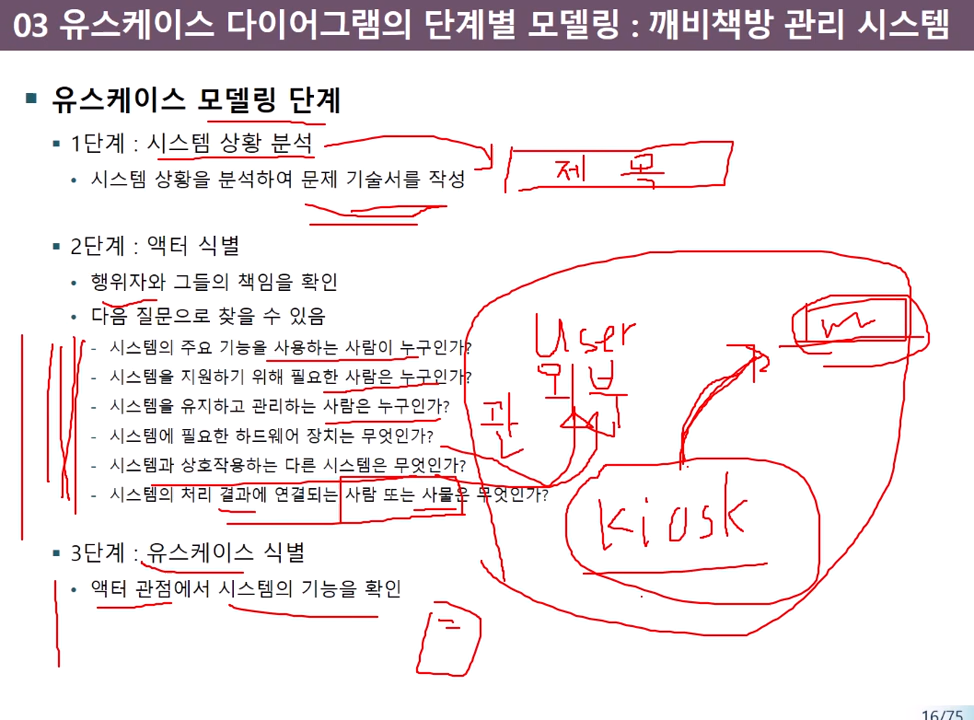 03 유스케이스 다이어그램의 단계별 모델링 : 깨비책방 관리 시스템
■ 유스케이스 모델링 단계
▪ 1단계 : 시스템 상황 분석
• 시스템 상황을 분석하여 문제 기술서를 작성
제 목
▪ 2단계 : 액터 식별
• 행위자와 그들의 책임을 확인
• 다음 질문으로 찾을 수 있음
- 시스템의 주요 기능을 사용하는 사람이 누구인가?
- 시스템을 지원하기 위해 필요한 사람은 누구인가?
- 시스템을 유지하고 관리하는 사람은 누구인가?
- 시스템에 필요한 하드웨어 장치는 무엇인가?
- 시스템과 상호작용하는 다른 시스템은 무엇인가?
- 시스템의 처리 결과에 연결되는 사람 또는 사물은 무엇인가?
User
외부
관
kiosk
▪ 3단계 : 유스케이스 식별
• 액터 관점에서 시스템의 기능을 확인
16/75